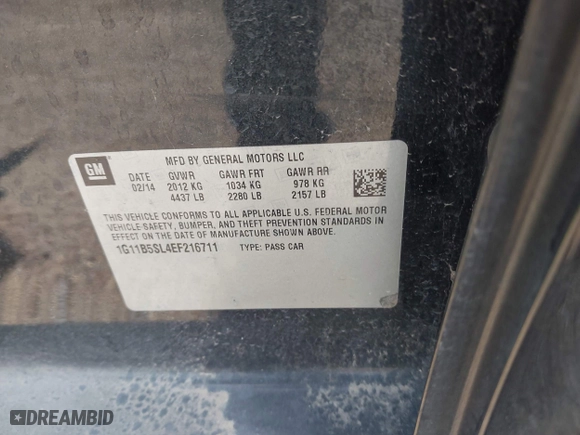 GM
MFD BY GENERAL MOTORS LLC
DATE GVWR GAWR FRT GAWR RR
02/14 2012 KG 1034 KG 978 KG
4437 LB 2280 LB 2157 LB
THIS VEHICLE CONFORMS TO ALL APPLICABLE U.S. FEDERAL MOTOR
VEHICLE SAFETY, BUMPER, AND THEFT PREVENTION STANDARDS
IN EFFECT ON THE DATE OF MANUFACTURE SHOWN ABOVE.
1G11B5SL4EF216711 TYPE: PASS CAR
DREAMBID